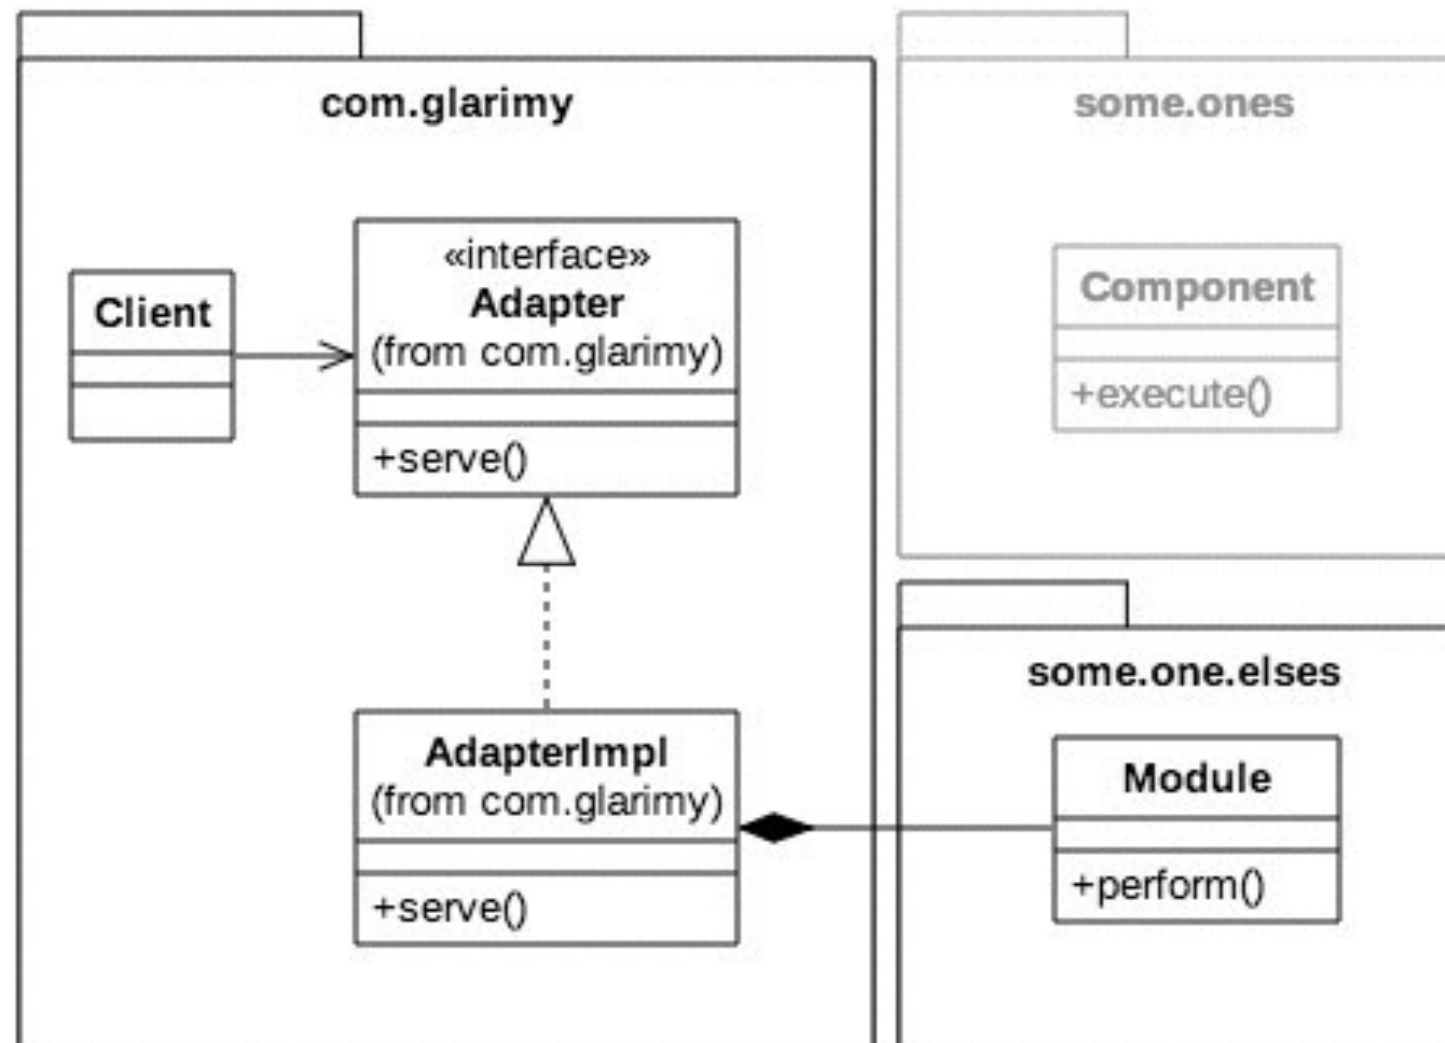 com.glarimy
Client
«interface»
Adapter
(from com.glarimy)
+serve()
AdapterImpl
(from com.glarimy)
+serve()
some.ones
Component
+execute()
some.one.elses
Module
+perform()